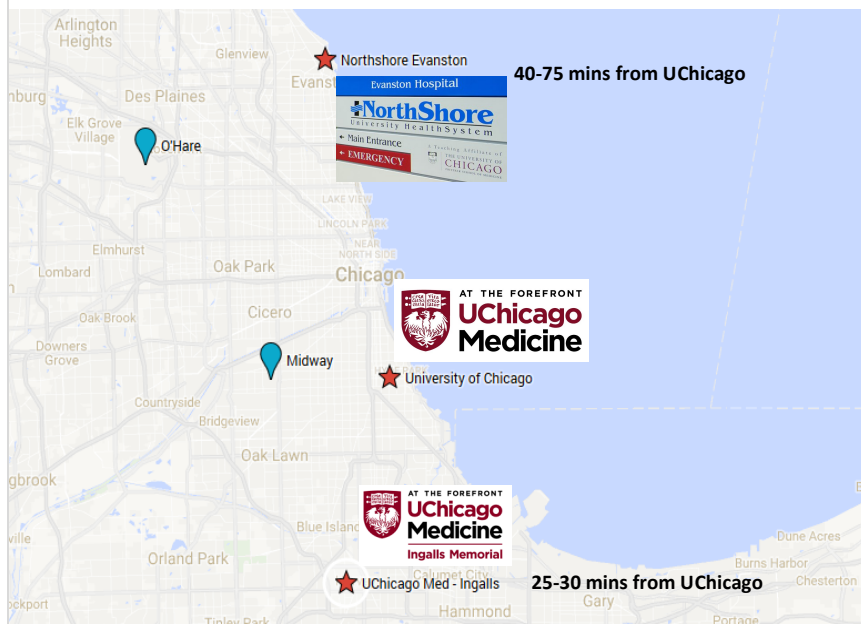 Arlington
Heights
Glenview
Northshore Evanston
40-75 mins from UChicago
Evanst
Evanston Hospital
nburg
Des Plaines
NorthShore
University HealthSystem
Elk Grove
Village
O'Hare
← Main Entrance
← EMERGENCY
A Teaching Affiliate of
THE UNIVERSITY OF
CHICAGO
LAKE VIEW
LINCOLN PARK
NEAR
NORTH SIDE
Elmhurst
Lombard
Oak Park
Chicago
AT THE FOREFRONT
UChicago
Medicine
Oak Brook
Cicero
Downers
Grove
Midway
University of Chicago
Countryside
Bridgeview
Oak Lawn
gbrook
AT THE FOREFRONT
UChicago
Medicine
Ingalls Memorial
ville
Blue Island
Orland Park
Dune Acres
Burns Harbor
Calumet City
UChicago Med - Ingalls
25-30 mins from UChicago
Chesterton
Gary
ckport
Hammond
Tinley Park
Portage